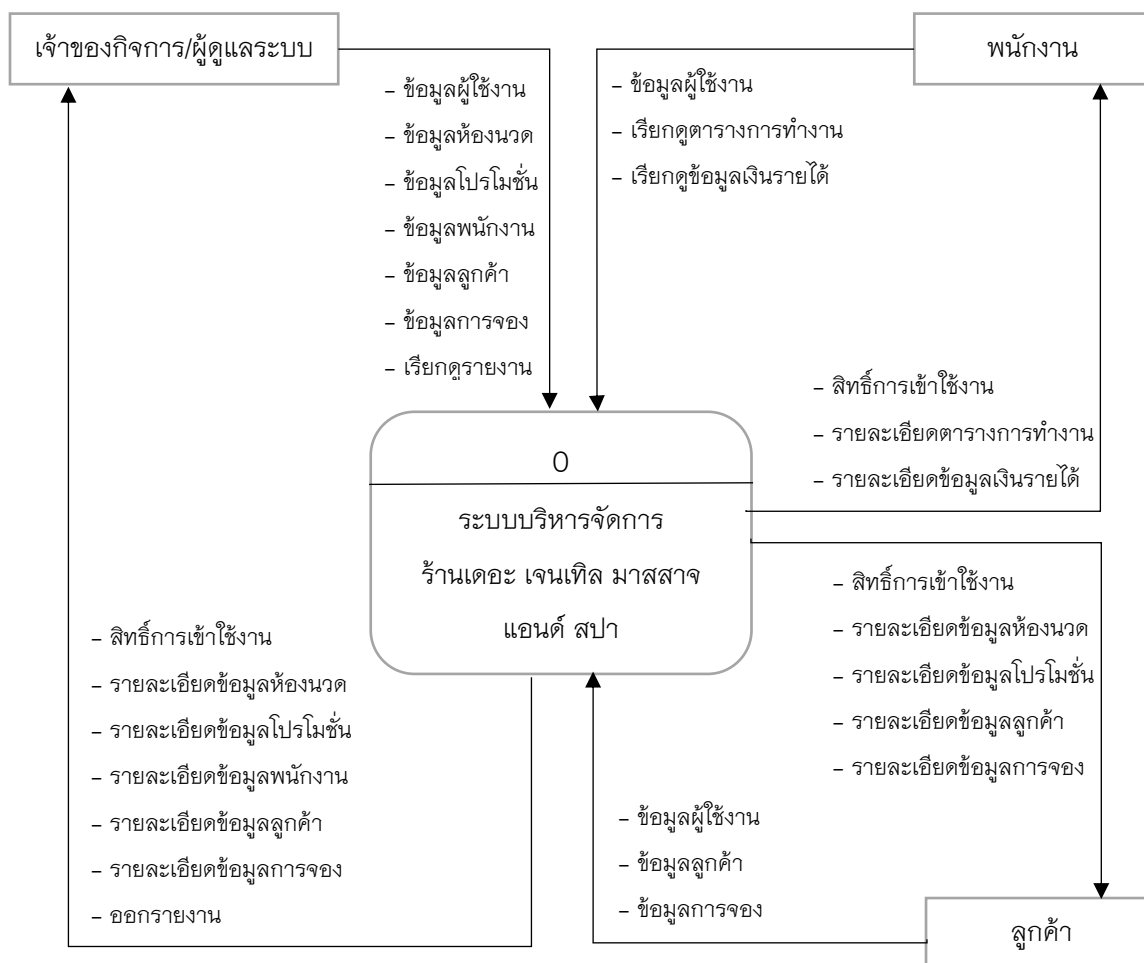 เจ้าของกิจการ/ผู้ดูแลระบบ
พนักงาน
– ข้อมูลผู้ใช้งาน
– ข้อมูลห้องนวด
– ข้อมูลโปรโมชั่น
– ข้อมูลพนักงาน
– ข้อมูลลูกค้า
– ข้อมูลการจอง
– เรียกดูรายงาน
– ข้อมูลผู้ใช้งาน
– เรียกดูตารางการทำงาน
– เรียกดูข้อมูลเงินรายได้
– สิทธิ์การเข้าใช้งาน
– รายละเอียดตารางการทำงาน
– รายละเอียดข้อมูลเงินรายได้
0
ระบบบริหารจัดการ
ร้านเดอะ เจนเทิล มาสสาจ
แอนด์ สปา
– สิทธิ์การเข้าใช้งาน
– รายละเอียดข้อมูลห้องนวด
– รายละเอียดข้อมูลโปรโมชั่น
– รายละเอียดข้อมูลพนักงาน
– รายละเอียดข้อมูลลูกค้า
– รายละเอียดข้อมูลการจอง
– ออกรายงาน
– สิทธิ์การเข้าใช้งาน
– รายละเอียดข้อมูลห้องนวด
– รายละเอียดข้อมูลโปรโมชั่น
– รายละเอียดข้อมูลลูกค้า
– รายละเอียดข้อมูลการจอง
– ข้อมูลผู้ใช้งาน
– ข้อมูลลูกค้า
– ข้อมูลการจอง
ลูกค้า